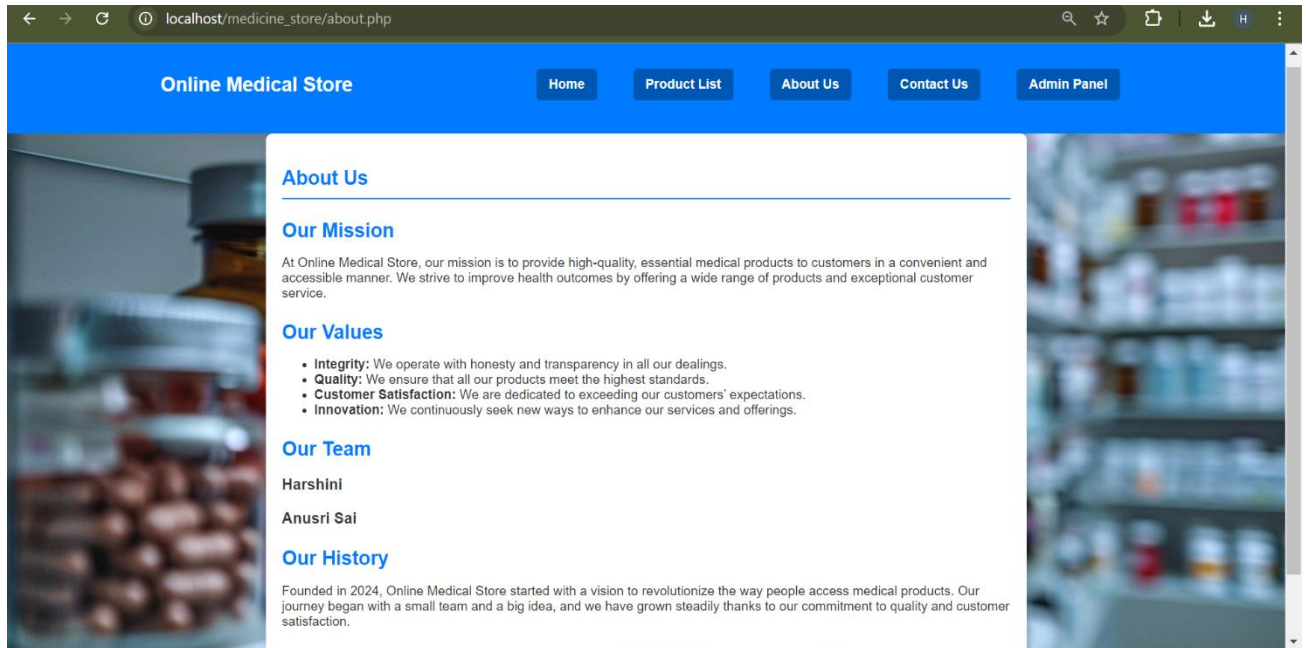 localhost/medicine_store/about.php
H
Online Medical Store
Home
Product List
About Us
Contact Us
Admin Panel
About Us
Our Mission
At Online Medical Store, our mission is to provide high-quality, essential medical products to customers in a convenient and
accessible manner. We strive to improve health outcomes by offering a wide range of products and exceptional customer
service.
Our Values
• Integrity: We operate with honesty and transparency in all our dealings.
• Quality: We ensure that all our products meet the highest standards.
• Customer Satisfaction: We are dedicated to exceeding our customers' expectations.
• Innovation: We continuously seek new ways to enhance our services and offerings.
Our Team
Harshini
Anusri Sai
Our History
Founded in 2024, Online Medical Store started with a vision to revolutionize the way people access medical products. Our
journey began with a small team and a big idea, and we have grown steadily thanks to our commitment to quality and customer
satisfaction.